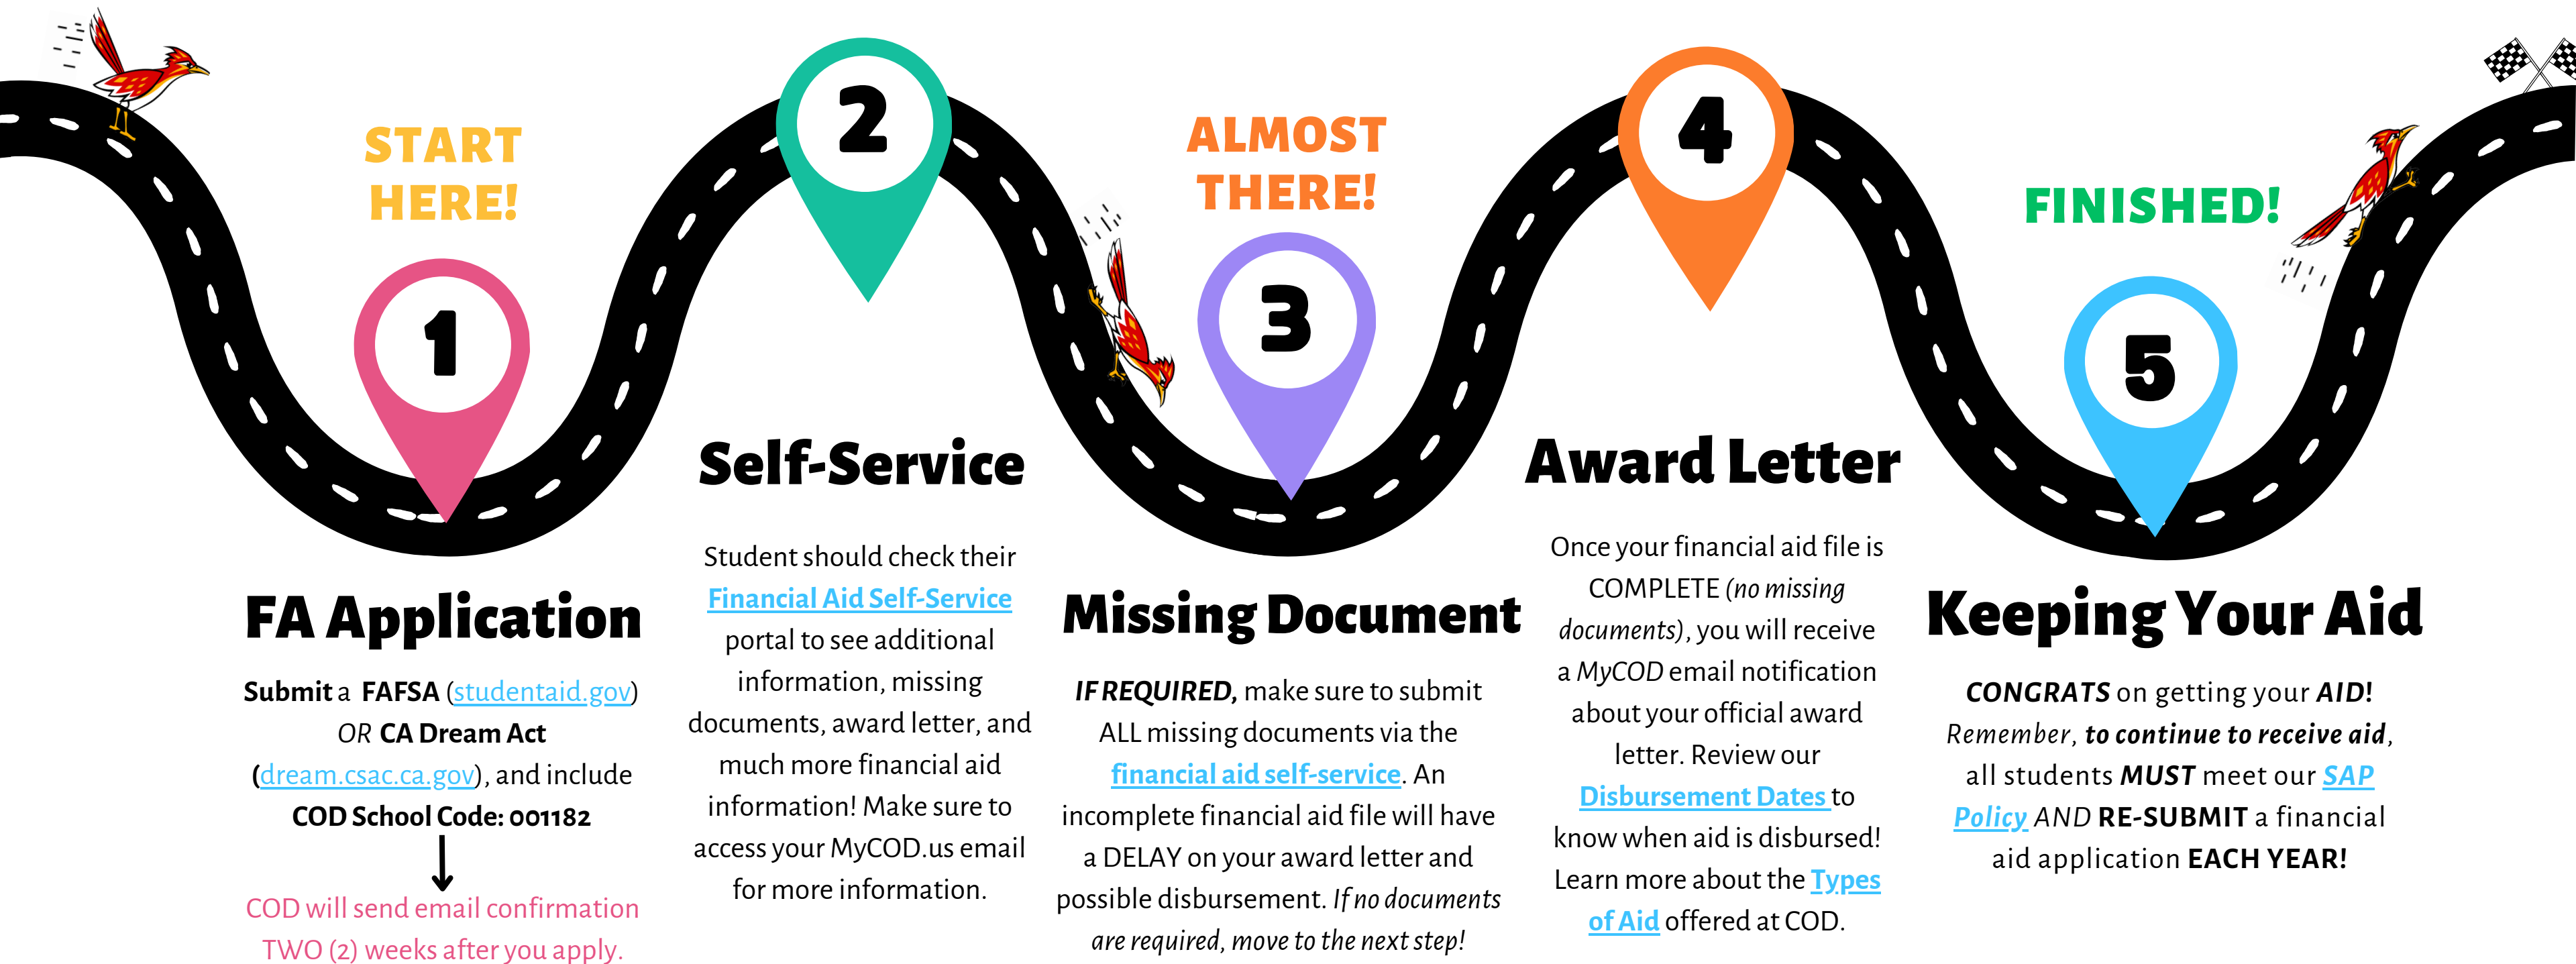 START
HERE!
1
FA Application
Submit a FAFSA (studentaid.gov)
OR CA Dream Act
(dream.csac.ca.gov), and include
COD School Code: 001182
COD will send email confirmation
TWO (2) weeks after you apply.
2
Self-Service
Student should check their
Financial Aid Self-Service
portal to see additional
information, missing
documents, award letter, and
much more financial aid
information! Make sure to
access your MyCOD.us email
for more information.
ALMOST
THERE!
3
Missing Document
IF REQUIRED, make sure to submit
ALL missing documents via the
financial aid self-service. An
incomplete financial aid file will have
a DELAY on your award letter and
possible disbursement. If no documents
are required, move to the next step!
4
Award Letter
Once your financial aid file is
COMPLETE (no missing
documents), you will receive
a MyCOD email notification
about your official award
letter. Review our
Disbursement Dates to
know when aid is disbursed!
Learn more about the Types
of Aid offered at COD.
FINISHED!
5
Keeping Your Aid
CONGRATS on getting your AID!
Remember, to continue to receive aid,
all students MUST meet our SAP
Policy AND RE-SUBMIT a financial
aid application EACH YEAR!